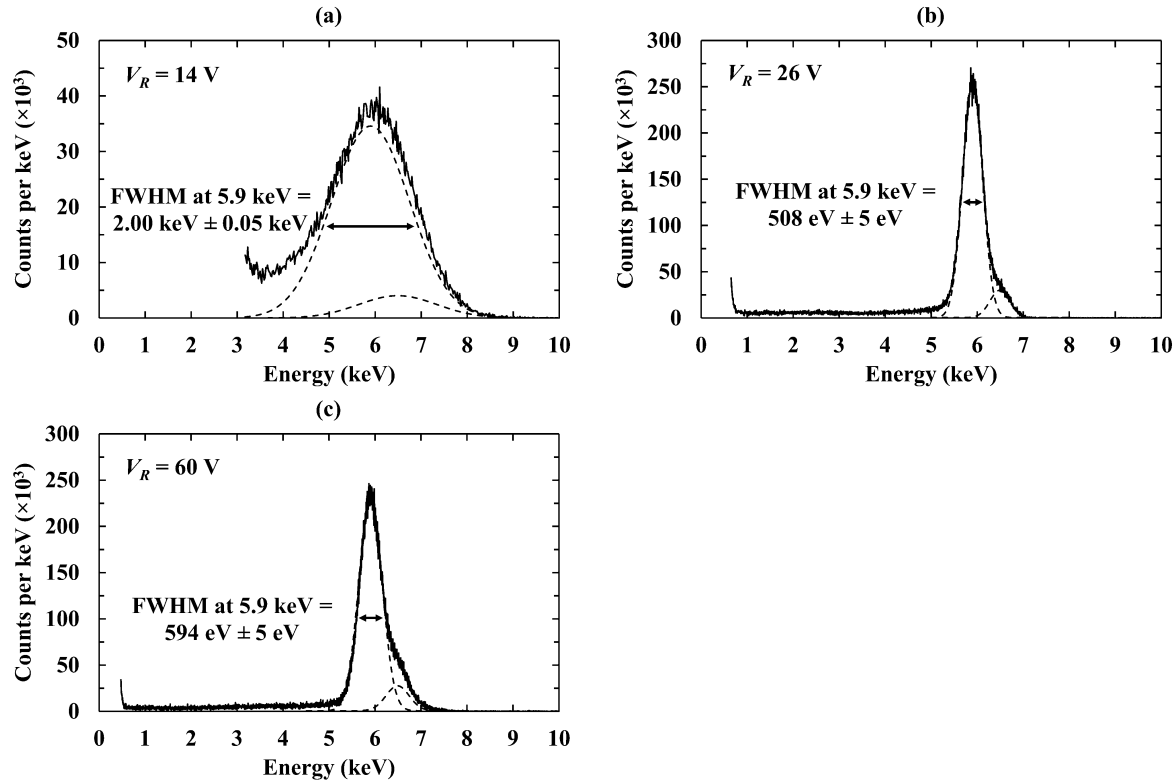 (a)
Counts per keV (×10³)
50
40
30
20
10
0
V_R = 14 V
FWHM at 5.9 keV =
2.00 keV ± 0.05 keV
0 1 2 3 4 5 6 7 8 9 10
Energy (keV)
(b)
Counts per keV (×10³)
300
250
200
150
100
50
0
V_R = 26 V
FWHM at 5.9 keV =
508 eV ± 5 eV
0 1 2 3 4 5 6 7 8 9 10
Energy (keV)
(c)
Counts per keV (×10³)
300
250
200
150
100
50
0
V_R = 60 V
FWHM at 5.9 keV =
594 eV ± 5 eV
0 1 2 3 4 5 6 7 8 9 10
Energy (keV)